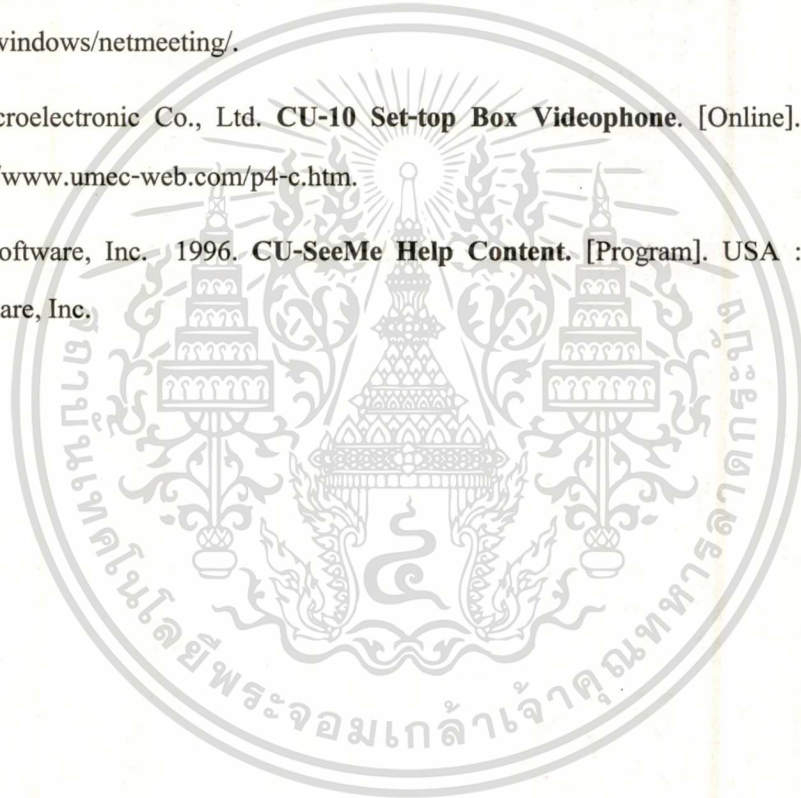 windows/netmeeting/.
croelectronic Co., Ltd. CU-10 Set-top Box Videophone. [Online].
/www.umec-web.com/p4-c.htm.
oftware, Inc. 1996. CU-SeeMe Help Content. [Program]. USA :
are, Inc.
สถาบันเทคโนโลยีพระจอมเกล้าเจ้าคุณทหารลาดกระบัง
๔